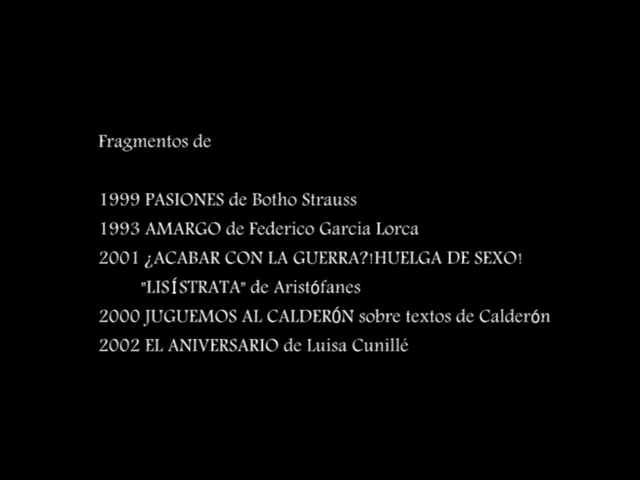 Fragmentos de
1999 PASIONES de Botho Strauss
1993 AMARGO de Federico Garcia Lorca
2001 ¿ACABAR CON LA GUERRA?!HUELGA DE SEXO!
"LISÍSTRATA" de Aristófanes
2000 JUGUEMOS AL CALDERÓN sobre textos de Calderón
2002 EL ANIVERSARIO de Luisa Cunillé